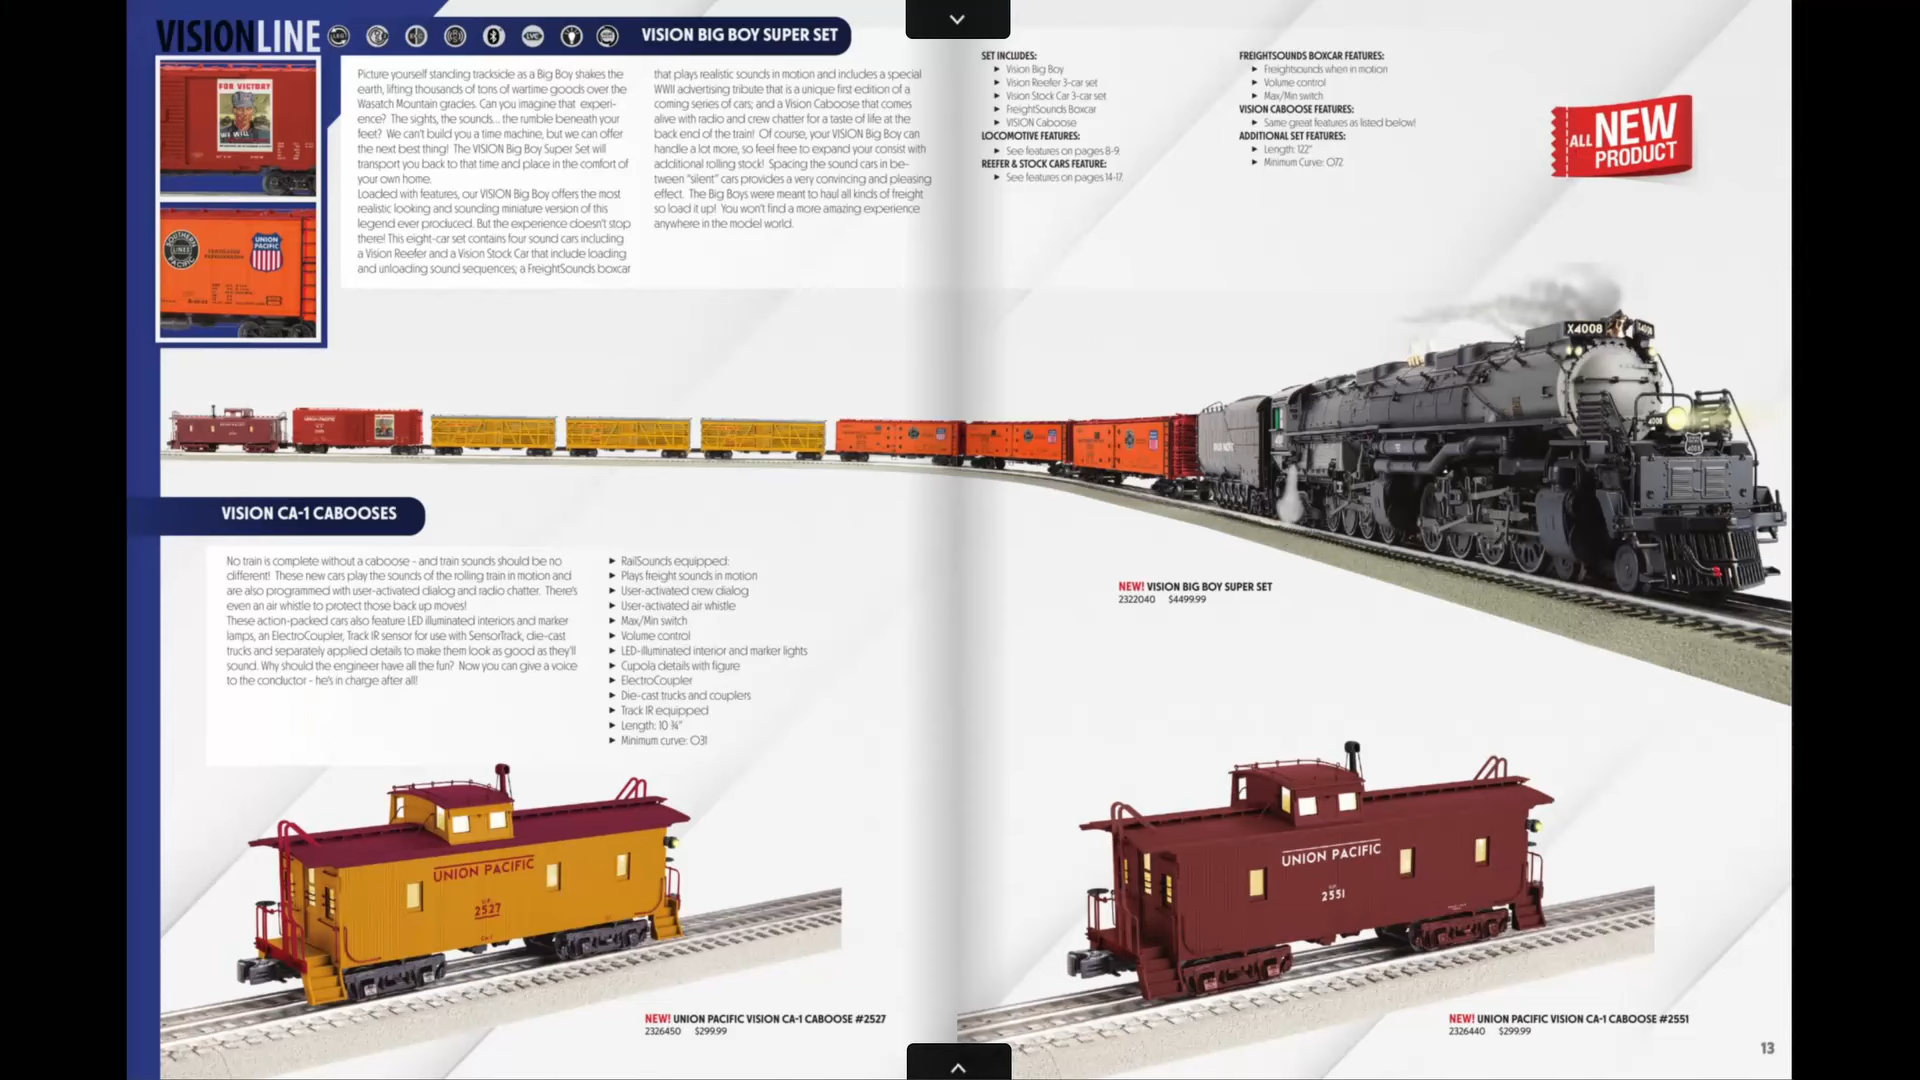 VISIONLINE
VISION BIG BOY SUPER SET
Picture yourself standing trackside as a Big Boy shakes the
earth, lifting thousands of tons of wartime goods over the
Wasatch Mountain grades. Can you imagine that experi-
ence? The sights, the sounds... the rumble beneath your
feet? We can't build you a time machine, but we can offer
the next best thing! The VISION Big Boy Super Set will
transport you back to that time and place in the comfort of
your own home.
Loaded with features, our VISION Big Boy offers the most
realistic looking and sounding miniature version of this
legend ever produced. But the experience doesn't stop
there! This eight-car set contains four sound cars including
a Vision Reefer and a Vision Stock Car that include loading
and unloading sound sequences; a FreightSounds boxcar
that plays realistic sounds in motion and includes a special
WWII advertising tribute that is a unique first edition of a
coming series of cars; and a Vision Caboose that comes
alive with radio and crew chatter for a taste of life at the
back end of the train! Of course, your VISION Big Boy can
handle a lot more, so feel free to expand your consist with
additional rolling stock! Spacing the sound cars in be-
tween "silent" cars provides a very convincing and pleasing
effect. The Big Boys were meant to haul all kinds of freight
so load it up! You won't find a more amazing experience
anywhere in the model world.
SET INCLUDES:
► Vision Big Boy
► Vision Reefer 3-car set
► Vision Stock Car 3-car set
► FreightSounds Boxcar
► VISION Caboose
LOCOMOTIVE FEATURES:
► See features on pages 8-9.
REEFER & STOCK CARS FEATURE:
► See features on pages 14-17.
FREIGHTSOUNDS BOXCAR FEATURES:
► Freightsounds when in motion
► Volume control
► Max/Min switch
VISION CABOOSE FEATURES:
► Same great features as listed below!
ADDITIONAL SET FEATURES:
► Length: 122"
► Minimum Curve: O72
ALL NEW
PRODUCT
FOR VICTORY
WE WILL
SOUTHERN
PACIFIC
LINES
UNION
PACIFIC
X4008
4008
VISION CA-1 CABOOSES
No train is complete without a caboose - and train sounds should be no
different! These new cars play the sounds of the rolling train in motion and
are also programmed with user-activated dialog and radio chatter. There's
even an air whistle to protect those back up moves!
These action-packed cars also feature LED illuminated interiors and marker
lamps, an ElectroCoupler, Track IR sensor for use with SensorTrack, die-cast
trucks and separately applied details to make them look as good as they'll
sound. Why should the engineer have all the fun? Now you can give a voice
to the conductor - he's in charge after all!
► RailSounds equipped:
► Plays freight sounds in motion
► User-activated crew dialog
► User-activated air whistle
► Max/Min switch
► Volume control
► LED-illuminated interior and marker lights
► Cupola details with figure
► ElectroCoupler
► Die-cast trucks and couplers
► Track IR equipped
► Length: 10 ¾"
► Minimum curve: O31
NEW! VISION BIG BOY SUPER SET
2322040 $4499.99
UNION PACIFIC
U.P.
2527
CA-1
NEW! UNION PACIFIC VISION CA-1 CABOOSE #2527
2326450 $299.99
UNION PACIFIC
U.P.
2551
NEW! UNION PACIFIC VISION CA-1 CABOOSE #2551
2326440 $299.99
13